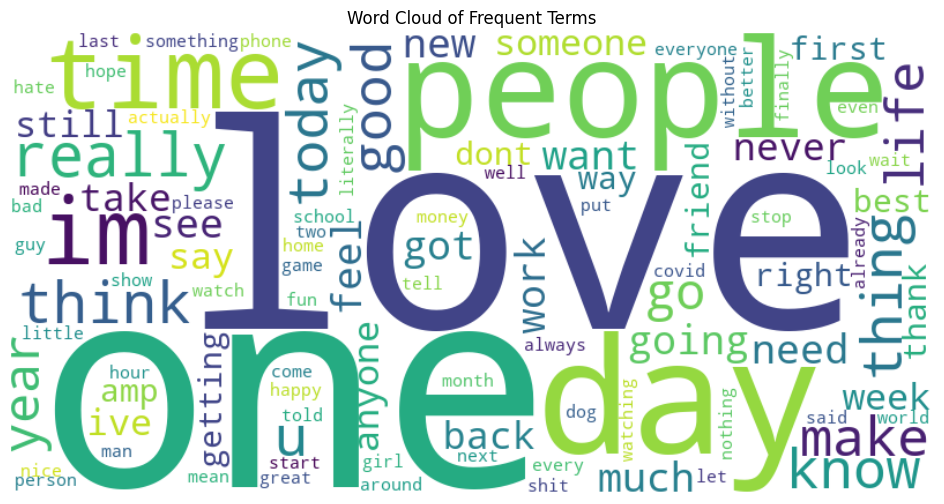 Word Cloud of Frequent Terms
last something phone
hope
hate
time
actually
still
really
today
literally
good
new someone everyone first
people
without
better
finally
even
life
dont want never
well way
look wait
made take please
bad
im see
guy
say
school
two
home
game
feel
love
money
got
tell
put
friend
stop
covid
right
already
best
thing
thank
think
show
watch
fun
little
work
go
going need
always
year
hour
amp
ive
man
one
getting
come
happy
told
u
start
great
mean
nice
person
anyone
girl
around
month
back
next
every
shit
day
dog
watching
much let
nothing
week
said world
make
know